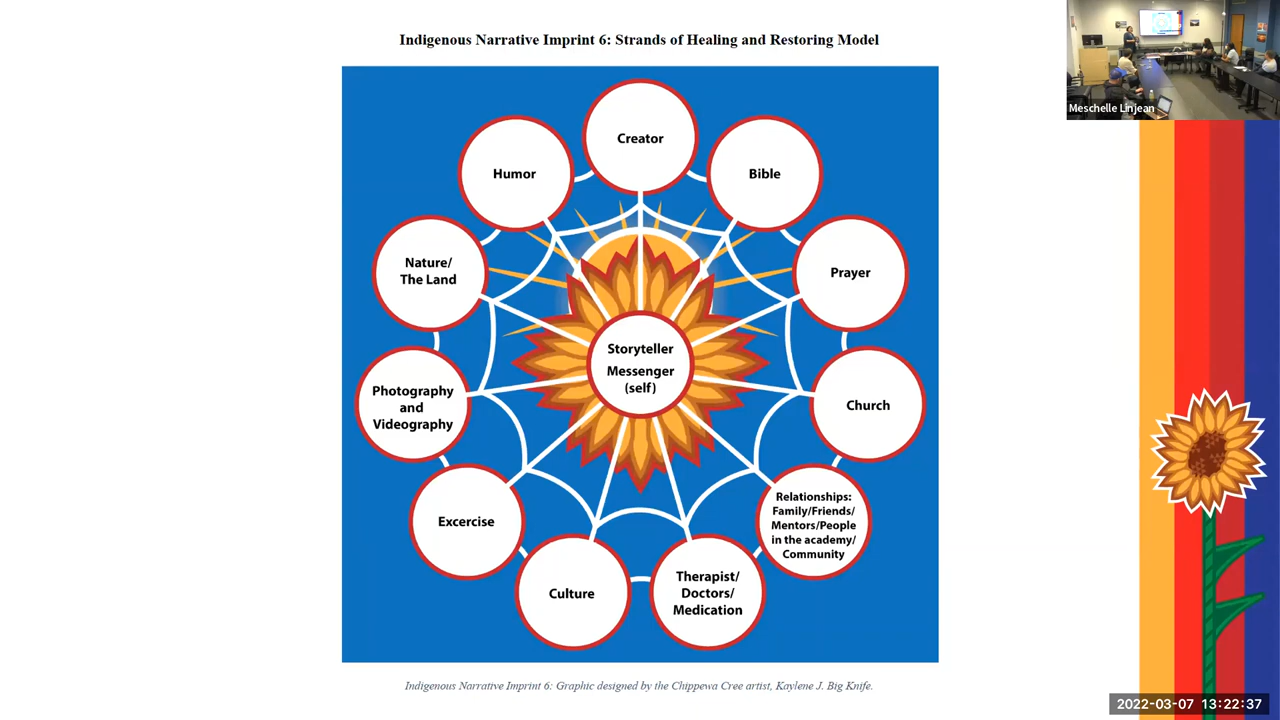 Indigenous Narrative Imprint 6: Strands of Healing and Restoring Model
Meschelle Linjean
Creator
Humor
Bible
Nature/
The Land
Prayer
Storyteller
Messenger
(self)
Photography
and
Videography
Church
Excercise
Relationships:
Family/Friends/
Mentors/People
in the academy/
Community
Culture
Therapist/
Doctors/
Medication
Indigenous Narrative Imprint 6: Graphic designed by the Chippewa Cree artist, Kaylene J. Big Knife.
2022-03-07 13:22:37